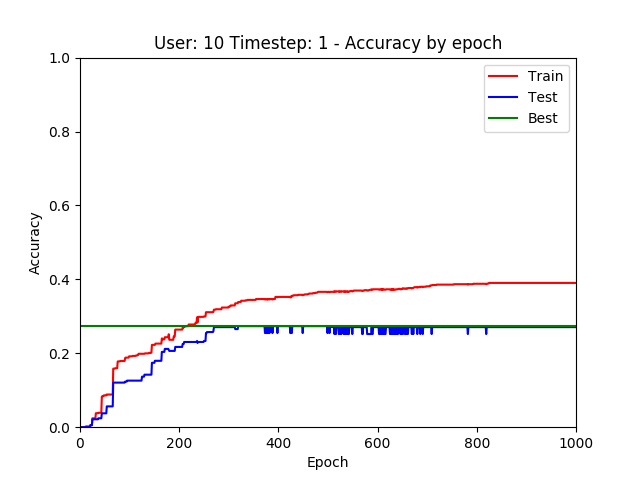 User: 10 Timestep: 1 - Accuracy by epoch
1.0
0.8
0.6
0.4
0.2
0.0
Accuracy
Train
Test
Best
0 200 400 600 800 1000
Epoch